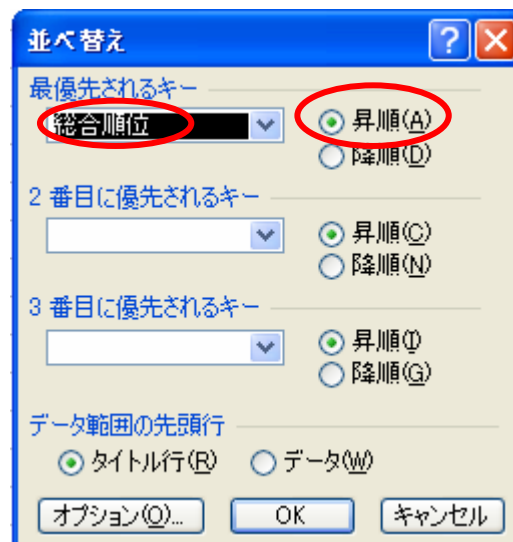 並べ替え
最優先されるキー
総合順位 昇順(A)
降順(D)
2 番目に優先されるキー
昇順(C)
降順(N)
3 番目に優先されるキー
昇順(I)
降順(G)
データ範囲の先頭行
タイトル行(R) データ(W)
オプション(O)... OK キャンセル